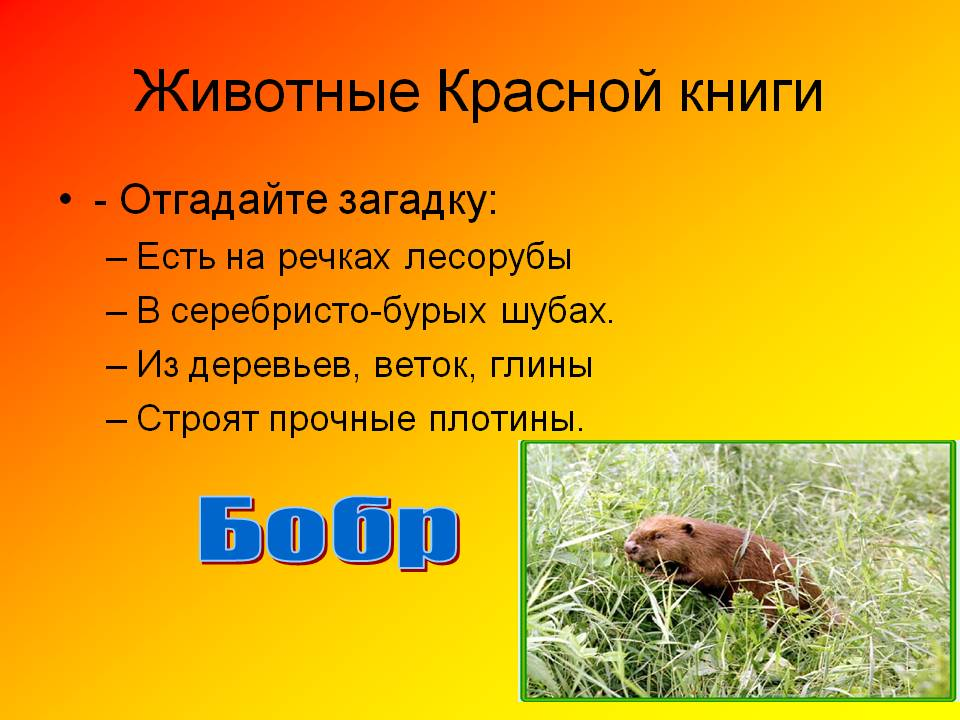 Животные Красной книги
• - Отгадайте загадку:
– Есть на речках лесорубы
– В серебристо-бурых шубах.
– Из деревьев, веток, глины
– Строят прочные плотины.
Бобр